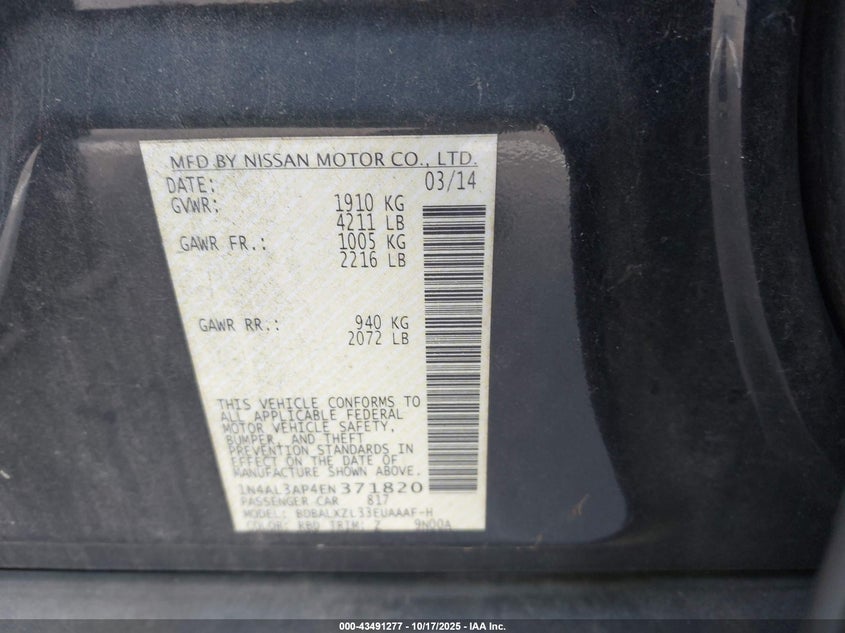 MFD BY NISSAN MOTOR CO., LTD.
DATE: 03/14
GVWR: 1910 KG
4211 LB
GAWR FR.: 1005 KG
2216 LB
GAWR RR.: 940 KG
2072 LB
THIS VEHICLE CONFORMS TO
ALL APPLICABLE FEDERAL
MOTOR VEHICLE SAFETY,
BUMPER, AND THEFT
PREVENTION STANDARDS IN
EFFECT ON THE DATE OF
MANUFACTURE SHOWN ABOVE.
1N4AL3AP4EN371820
PASSENGER CAR 817
MODEL: BDBALXZL33EUAAAF-H
COLOR: RBD TRIM: Z 9N00A
000-43491277 - 10/17/2025 - IAA Inc.